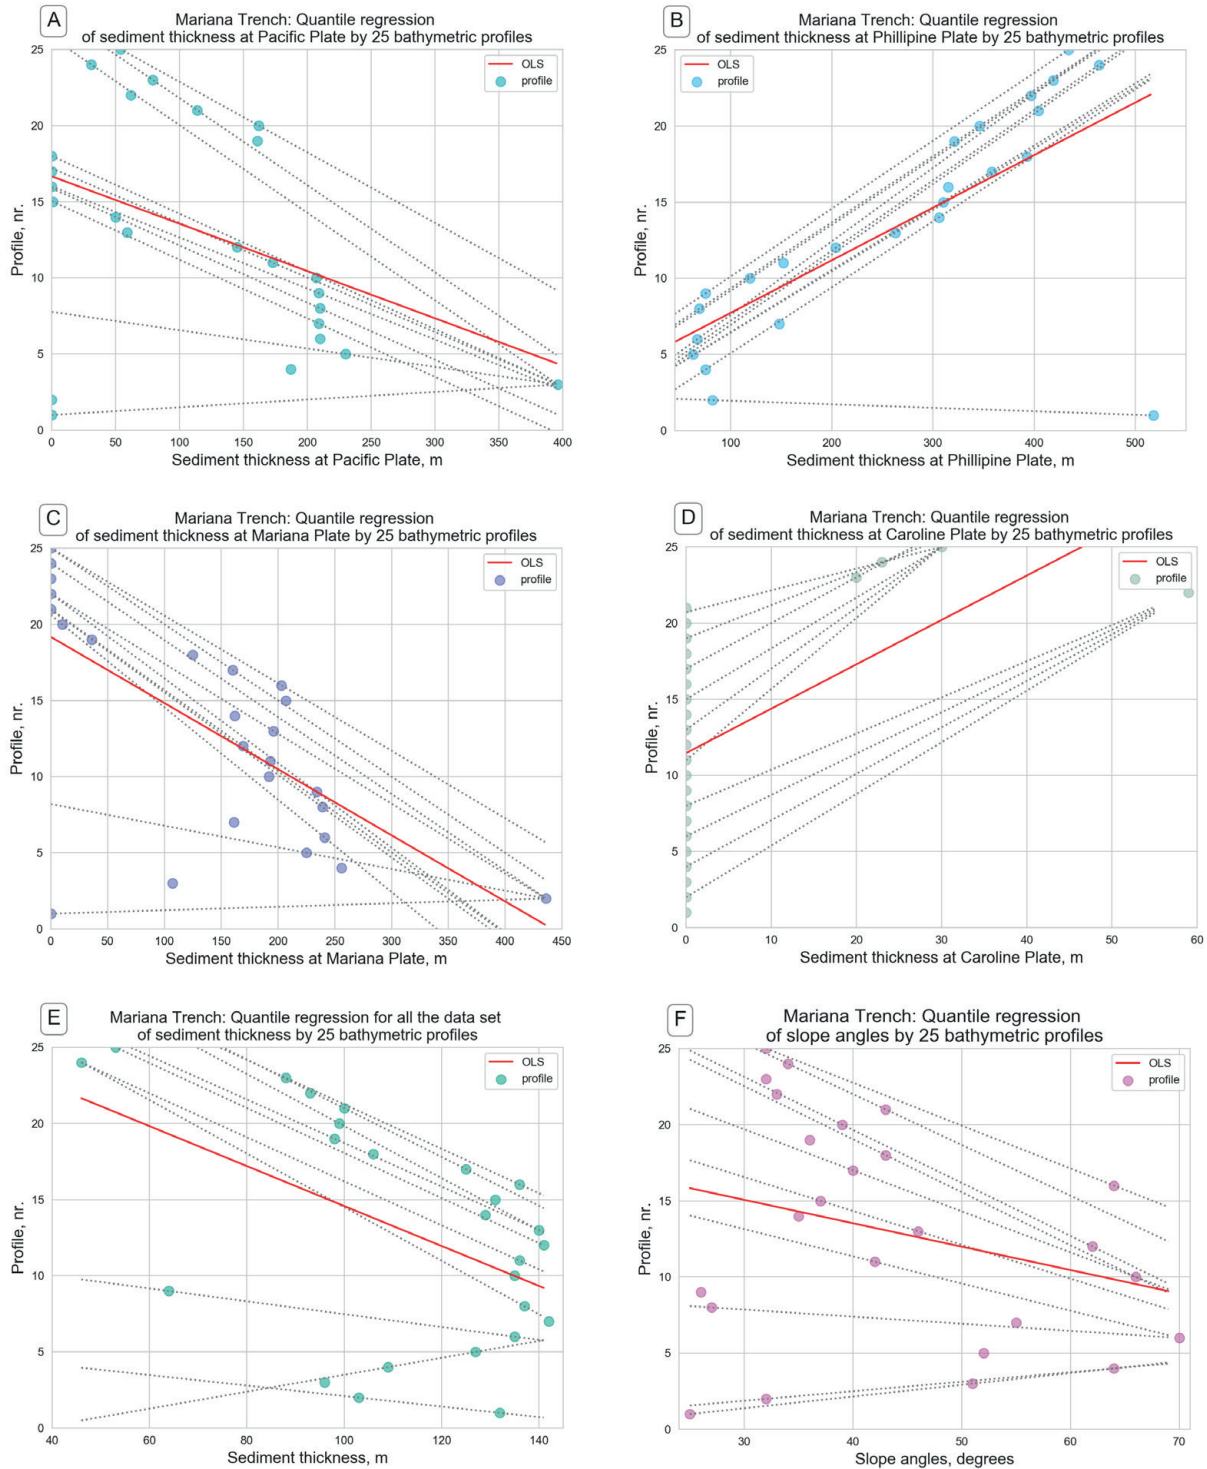 A
Mariana Trench: Quantile regression
of sediment thickness at Pacific Plate by 25 bathymetric profiles
OLS
profile
Profile, nr.
25
20
15
10
5
0
0 50 100 150 200 250 300 350 400
Sediment thickness at Pacific Plate, m
B
Mariana Trench: Quantile regression
of sediment thickness at Phillipine Plate by 25 bathymetric profiles
OLS
profile
Profile, nr.
25
20
15
10
5
0
100 200 300 400 500
Sediment thickness at Phillipine Plate, m
C
Mariana Trench: Quantile regression
of sediment thickness at Mariana Plate by 25 bathymetric profiles
OLS
profile
Profile, nr.
25
20
15
10
5
0
0 50 100 150 200 250 300 350 400 450
Sediment thickness at Mariana Plate, m
D
Mariana Trench: Quantile regression
of sediment thickness at Caroline Plate by 25 bathymetric profiles
OLS
profile
Profile, nr.
25
20
15
10
5
0
0 10 20 30 40 50 60
Sediment thickness at Caroline Plate, m
E
Mariana Trench: Quantile regression for all the data set
of sediment thickness by 25 bathymetric profiles
OLS
profile
Profile, nr.
25
20
15
10
5
0
40 60 80 100 120 140
Sediment thickness, m
F
Mariana Trench: Quantile regression
of slope angles by 25 bathymetric profiles
OLS
profile
Profile, nr.
25
20
15
10
5
0
30 40 50 60 70
Slope angles, degrees